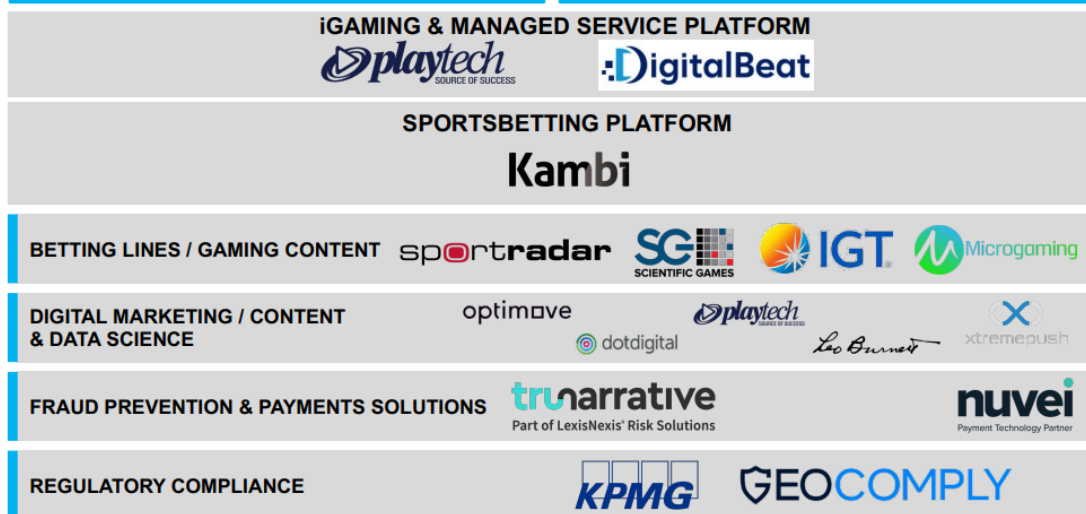 iGAMING & MANAGED SERVICE PLATFORM
playtech
SOURCE OF SUCCESS
DigitalBeat
SPORTSBETTING PLATFORM
Kambi
BETTING LINES / GAMING CONTENT
sportradar
SG
SCIENTIFIC GAMES
IGT
Microgaming
DIGITAL MARKETING / CONTENT
& DATA SCIENCE
optimove
playtech
SOURCE OF SUCCESS
xtremepush
dotdigital
Leo Burnett
FRAUD PREVENTION & PAYMENTS SOLUTIONS
trunarrative
Part of LexisNexis® Risk Solutions
nuvei
Payment Technology Partner
REGULATORY COMPLIANCE
KPMG
GEOCOMPLY